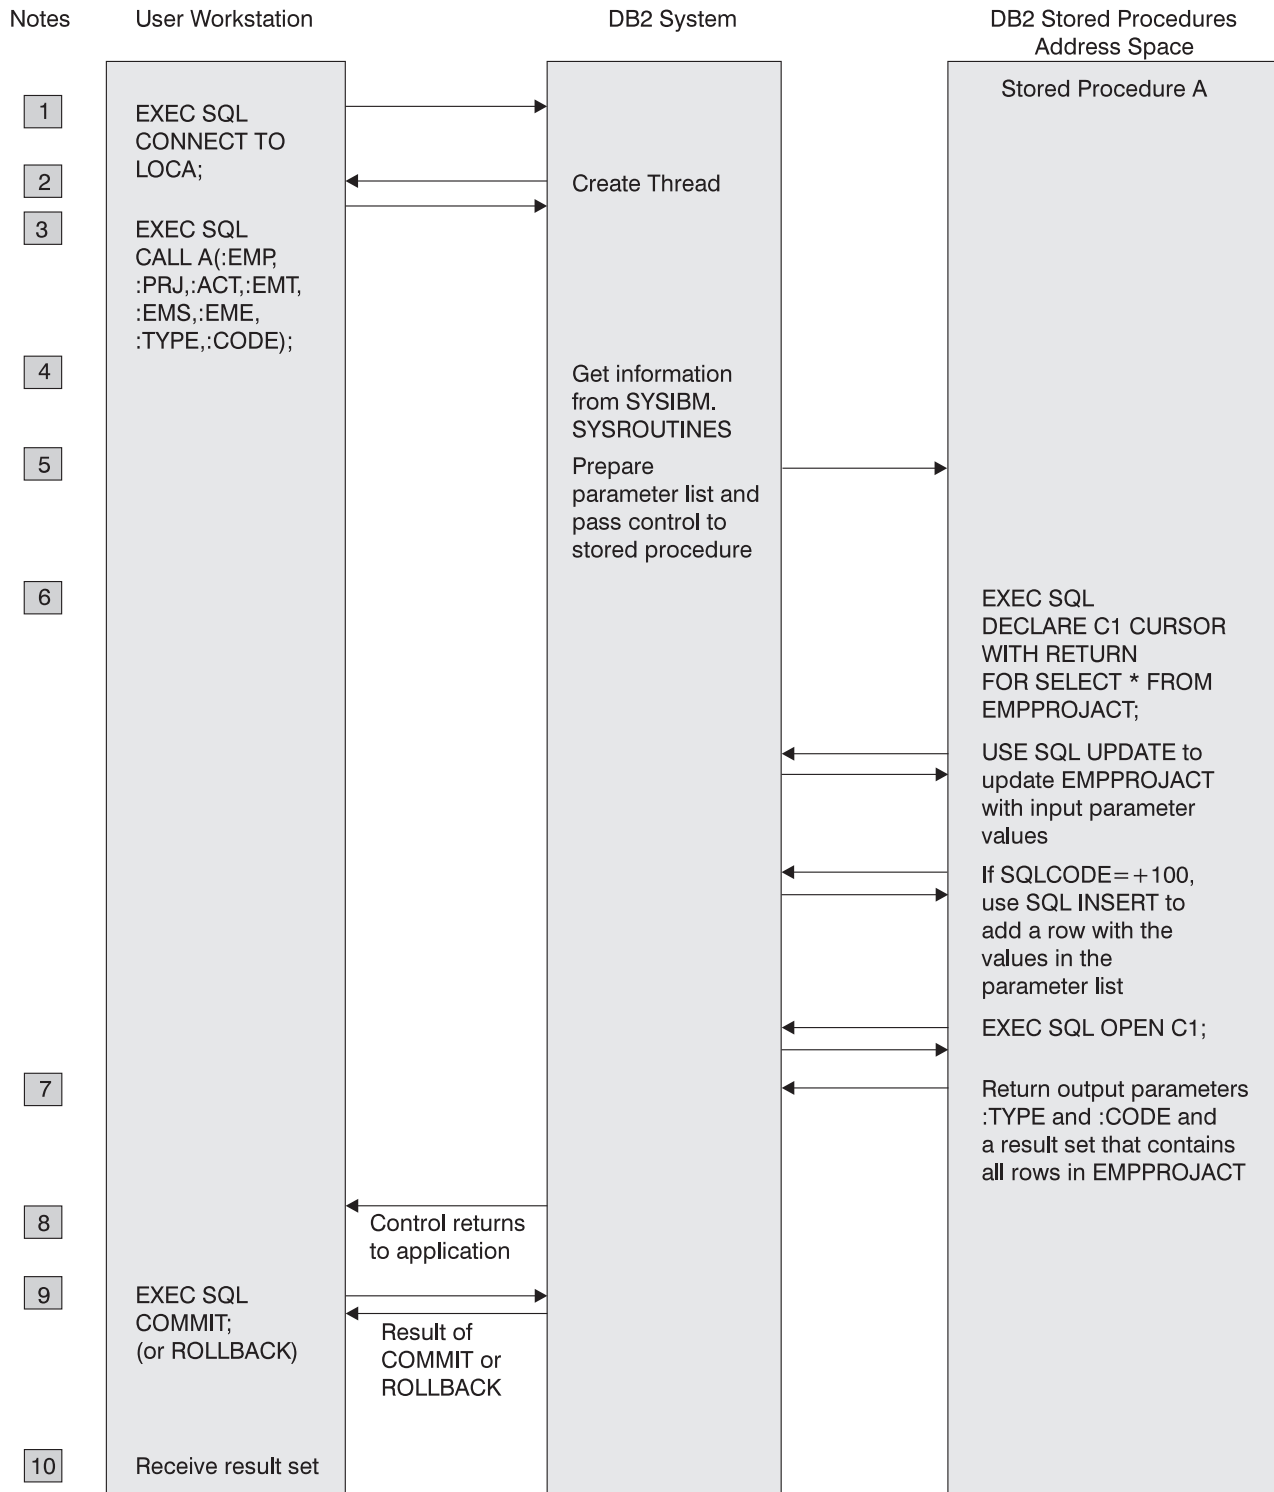 Notes
User Workstation
DB2 System
DB2 Stored Procedures
Address Space
Stored Procedure A
1
EXEC SQL
CONNECT TO
LOCA;
2
Create Thread
3
EXEC SQL
CALL A(:EMP,
:PRJ,:ACT,:EMT,
:EMS,:EME,
:TYPE,:CODE);
4
Get information
from SYSIBM.
SYSROUTINES
5
Prepare
parameter list and
pass control to
stored procedure
6
EXEC SQL
DECLARE C1 CURSOR
WITH RETURN
FOR SELECT * FROM
EMPPROJACT;
USE SQL UPDATE to
update EMPPROJACT
with input parameter
values
If SQLCODE=+100,
use SQL INSERT to
add a row with the
values in the
parameter list
EXEC SQL OPEN C1;
7
Return output parameters
:TYPE and :CODE and
a result set that contains
all rows in EMPPROJACT
8
Control returns
to application
9
EXEC SQL
COMMIT;
(or ROLLBACK)
Result of
COMMIT or
ROLLBACK
10
Receive result set